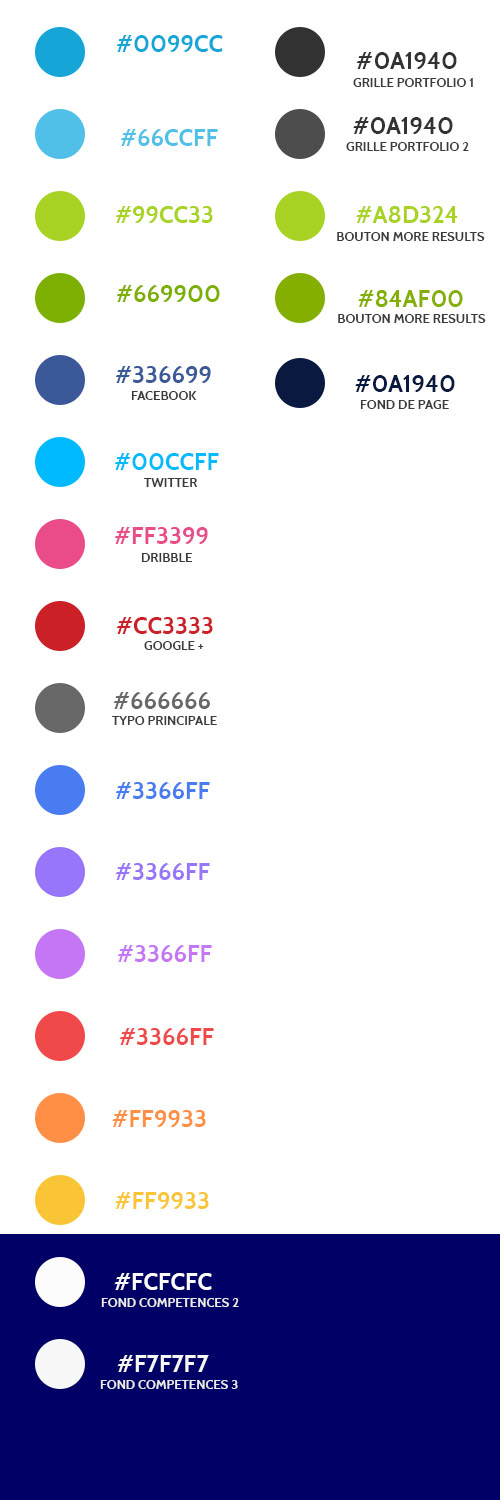 #0099CC
#66CCFF
#99CC33
#669900
#336699
FACEBOOK
#00CCFF
TWITTER
#FF3399
DRIBBLE
#CC3333
GOOGLE +
#666666
TYPO PRINCIPALE
#3366FF
#3366FF
#3366FF
#3366FF
#FF9933
#FF9933
#FCFCFC
FOND COMPETENCES 2
#F7F7F7
FOND COMPETENCES 3
#0A1940
GRILLE PORTFOLIO 1
#0A1940
GRILLE PORTFOLIO 2
#A8D324
BOUTON MORE RESULTS
#84AF00
BOUTON MORE RESULTS
#0A1940
FOND DE PAGE